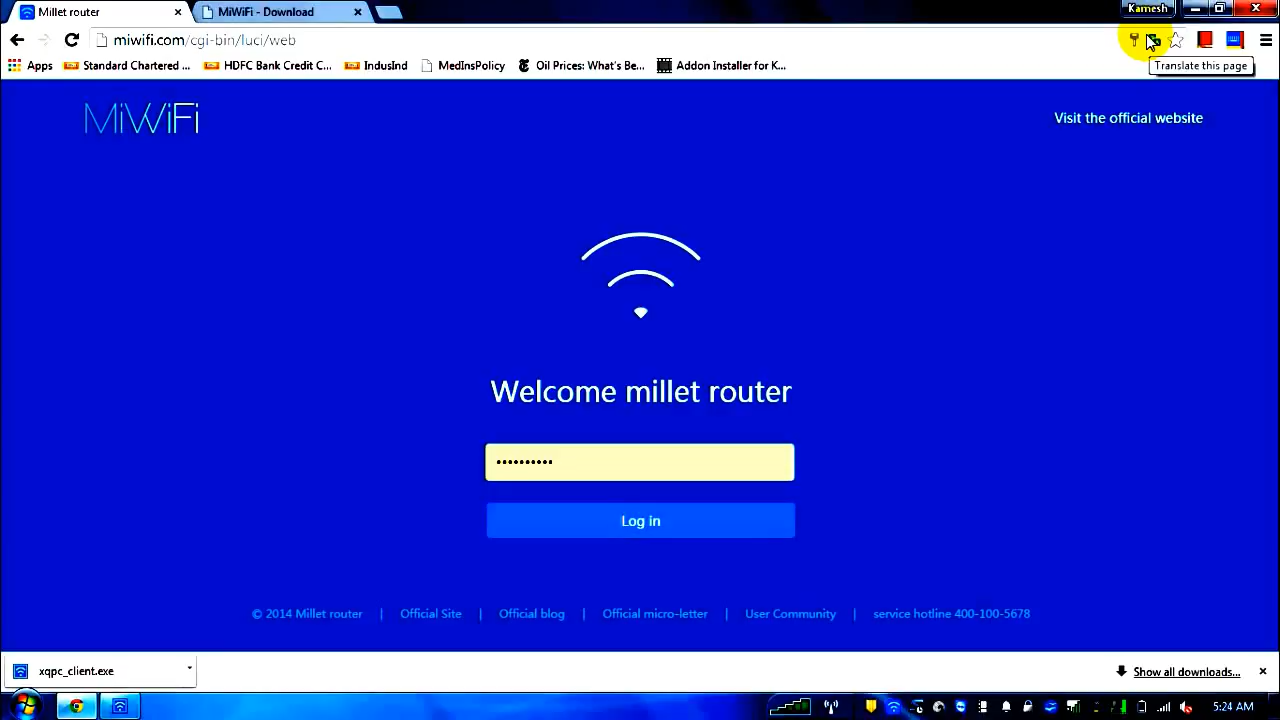 Millet router
MiWiFi - Download
Kamesh
miwifi.com/cgi-bin/luci/web
Translate this page
Apps
Standard Chartered ...
HDFC Bank Credit C...
IndusInd
MedInsPolicy
Oil Prices: What's Be...
Addon Installer for K...
MiWiFi
Visit the official website
Welcome millet router
••••••••••
Log in
© 2014 Millet router | Official Site | Official blog | Official micro-letter | User Community | service hotline 400-100-5678
xqpc_client.exe
Show all downloads...
5:24 AM